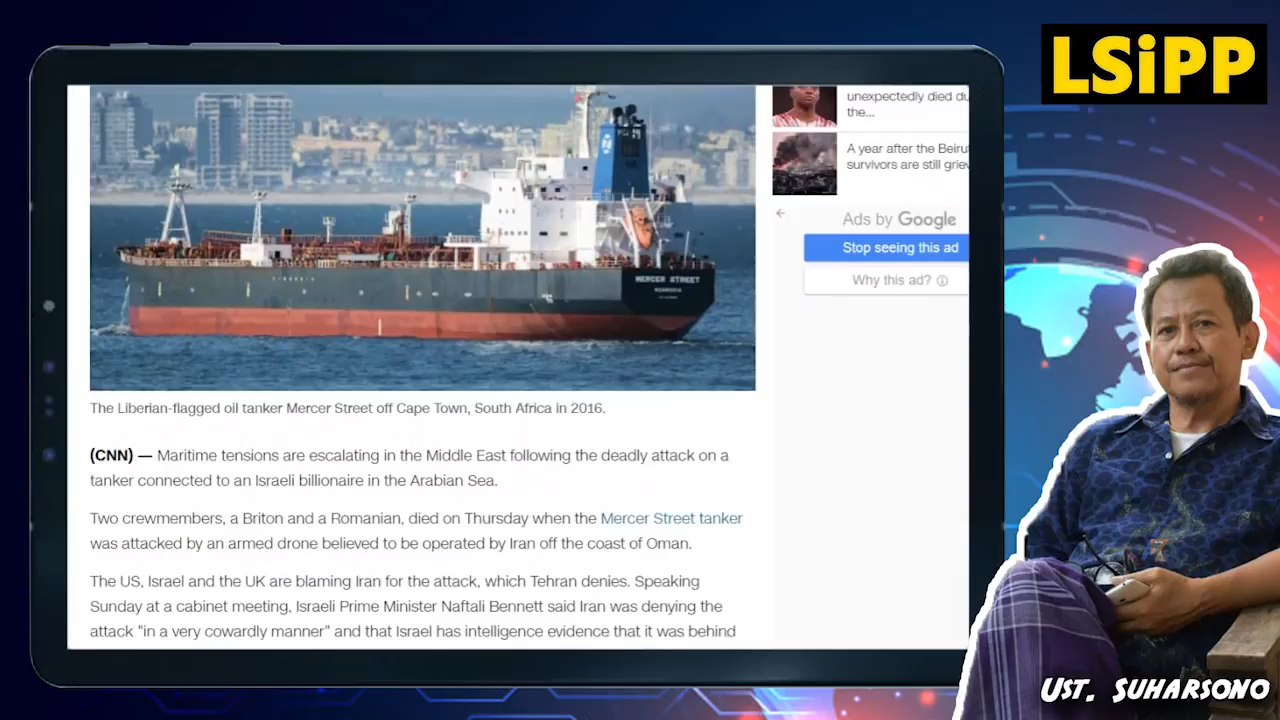 LSiPP
unexpectedly died du
the...
A year after the Beirut
survivors are still griev
Ads by Google
Stop seeing this ad
Why this ad?
MERCER STREET
MONROVIA
The Liberian-flagged oil tanker Mercer Street off Cape Town, South Africa in 2016.
(CNN) — Maritime tensions are escalating in the Middle East following the deadly attack on a
tanker connected to an Israeli billionaire in the Arabian Sea.
Two crewmembers, a Briton and a Romanian, died on Thursday when the Mercer Street tanker
was attacked by an armed drone believed to be operated by Iran off the coast of Oman.
The US, Israel and the UK are blaming Iran for the attack, which Tehran denies. Speaking
Sunday at a cabinet meeting, Israeli Prime Minister Naftali Bennett said Iran was denying the
attack "in a very cowardly manner" and that Israel has intelligence evidence that it was behind
UST. SUHARSONO